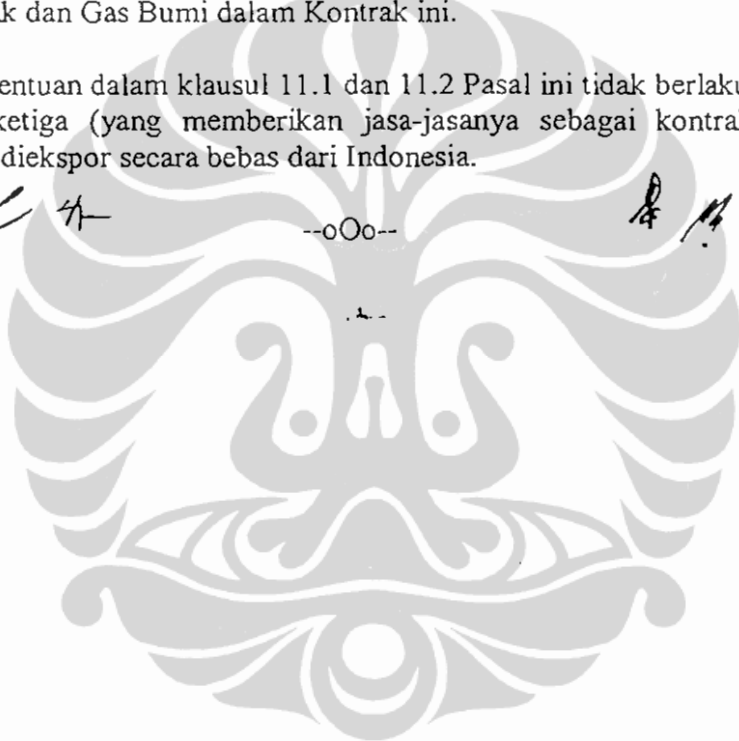 k dan Gas Bumi dalam Kontrak ini.
entuan dalam klausul 11.1 dan 11.2 Pasal ini tidak berlaku
ketiga (yang memberikan jasa-jasanya sebagai kontra
diekspor secara bebas dari Indonesia.
--oOo--